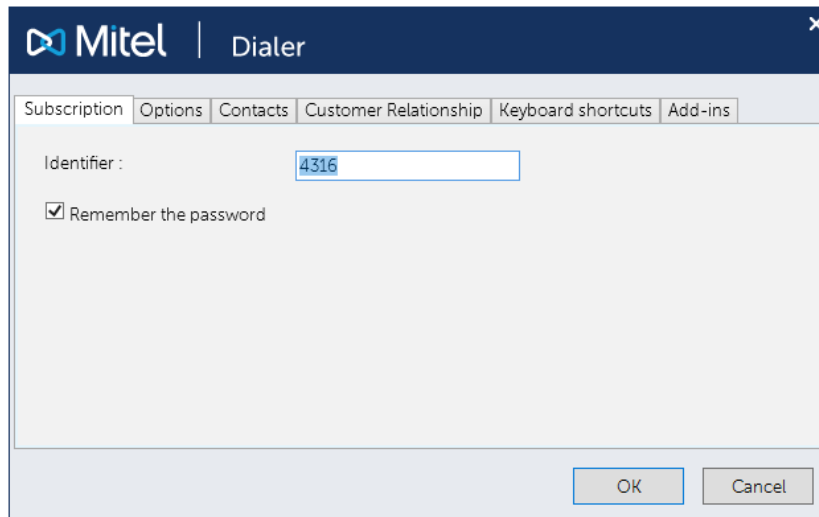 Mitel | Dialer
Subscription Options Contacts Customer Relationship Keyboard shortcuts Add-ins
Identifier : 4316
Remember the password
OK Cancel